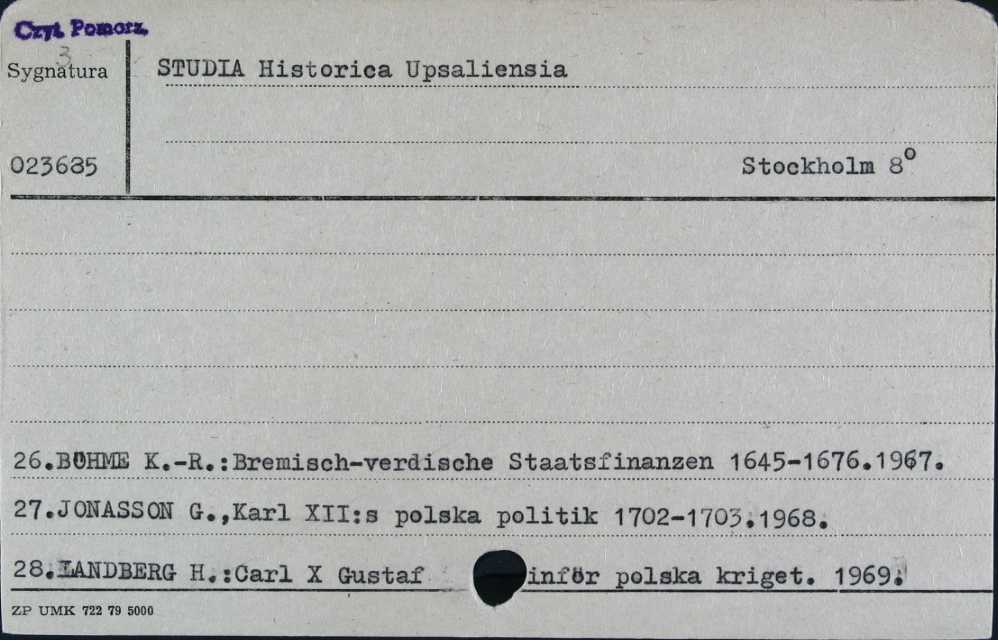 Czyt. Pomorz.
3
Sygnatura
STUDIA Historica Upsaliensia
023685
Stockholm 8°
26.BÖHME K.-R.:Bremisch-verdische Staatsfinanzen 1645-1676.1967.
27.JONASSON G.,Karl XII:s polska politik 1702-1703.1968.
28.LANDBERG H.:Carl X Gustaf inför polska kriget. 1969.
ZP UMK 722 79 5000